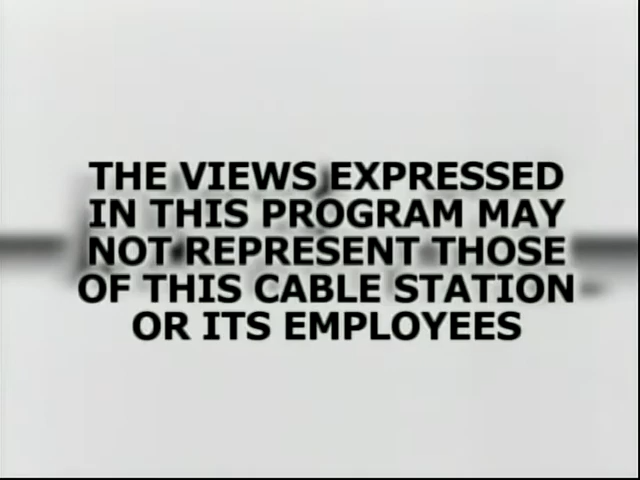 THE VIEWS EXPRESSED
IN THIS PROGRAM MAY
NOT REPRESENT THOSE
OF THIS CABLE STATION
OR ITS EMPLOYEES